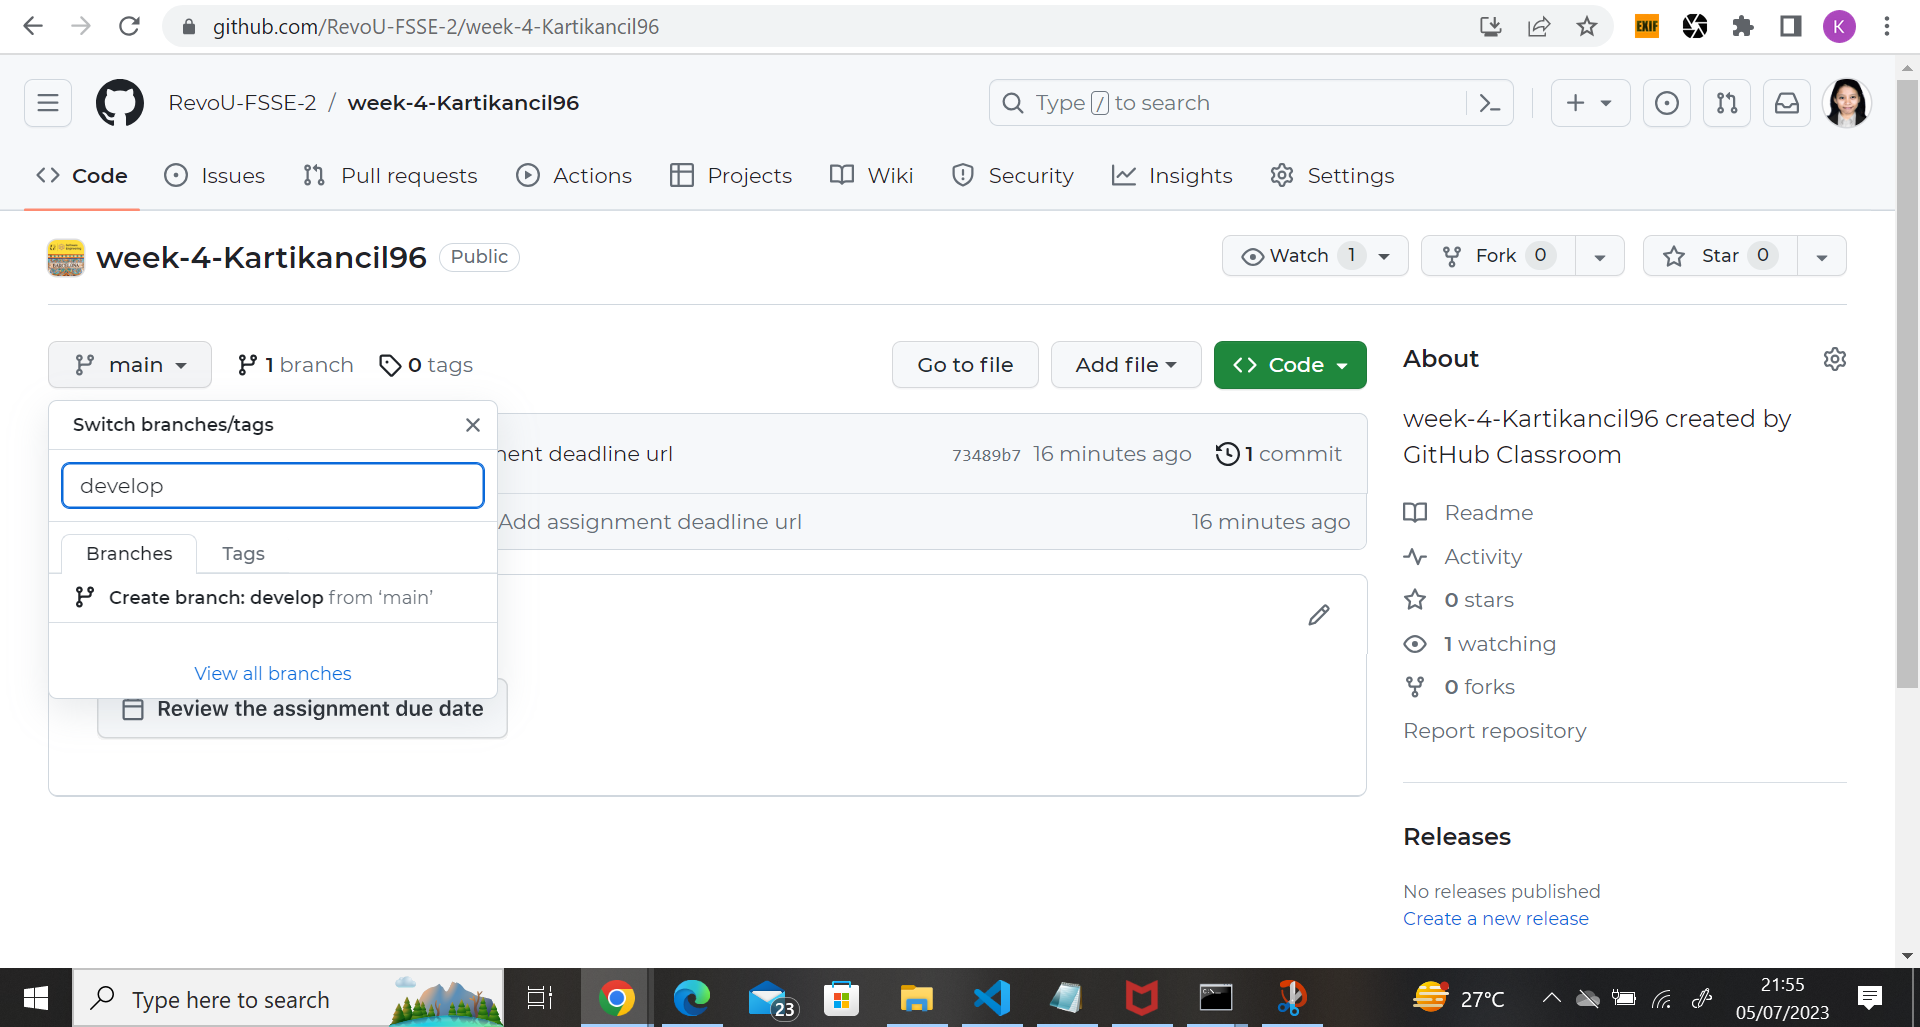 github.com/RevoU-FSSE-2/week-4-Kartikancil96
EXIF
K
RevoU-FSSE-2 / week-4-Kartikancil96
Type / to search
Code
Issues
Pull requests
Actions
Projects
Wiki
Security
Insights
Settings
week-4-Kartikancil96 Public
Watch 1
Fork 0
Star 0
main
1 branch
0 tags
Go to file
Add file
Code
Switch branches/tags
develop
Branches
Tags
Create branch: develop from ‘main’
View all branches
ent deadline url
73489b7 16 minutes ago
1 commit
Add assignment deadline url
16 minutes ago
Review the assignment due date
About
week-4-Kartikancil96 created by
GitHub Classroom
Readme
Activity
0 stars
1 watching
0 forks
Report repository
Releases
No releases published
Create a new release
Type here to search
23
27°C
21:55
05/07/2023